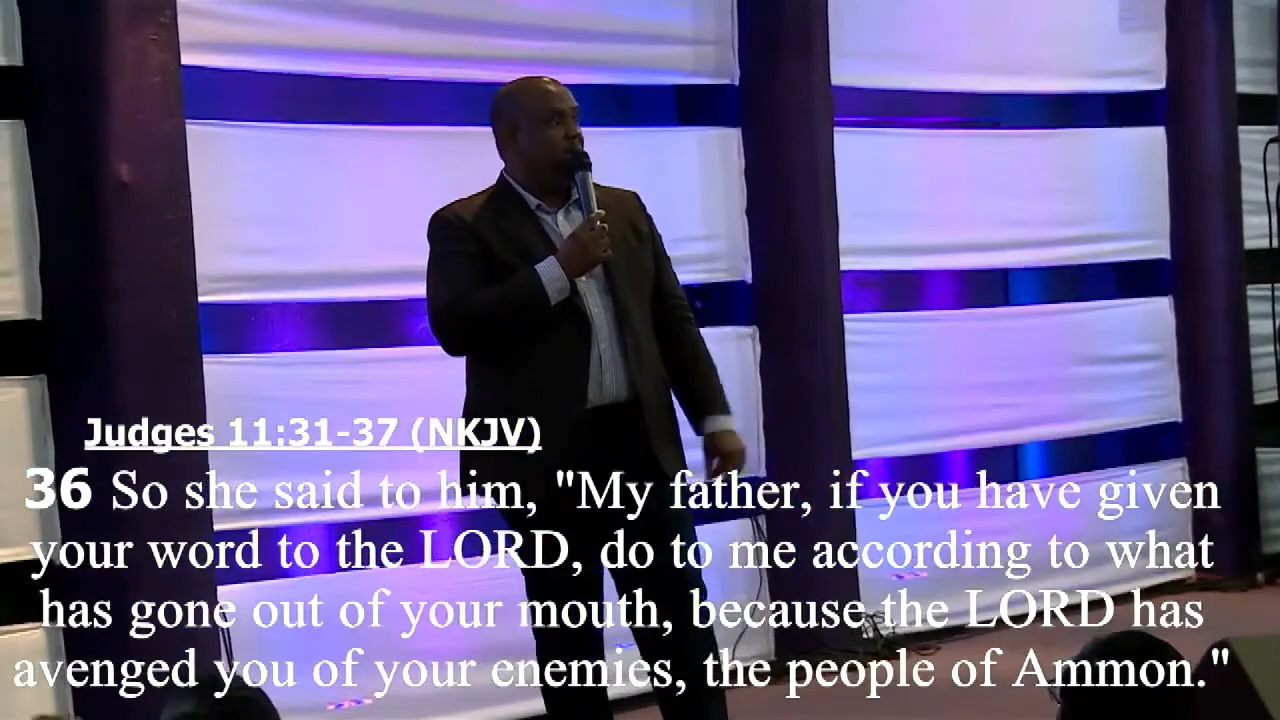 Judges 11:31-37 (NKJV)
36 So she said to him, "My father, if you have given
your word to the LORD, do to me according to what
has gone out of your mouth, because the LORD has
avenged you of your enemies, the people of Ammon."